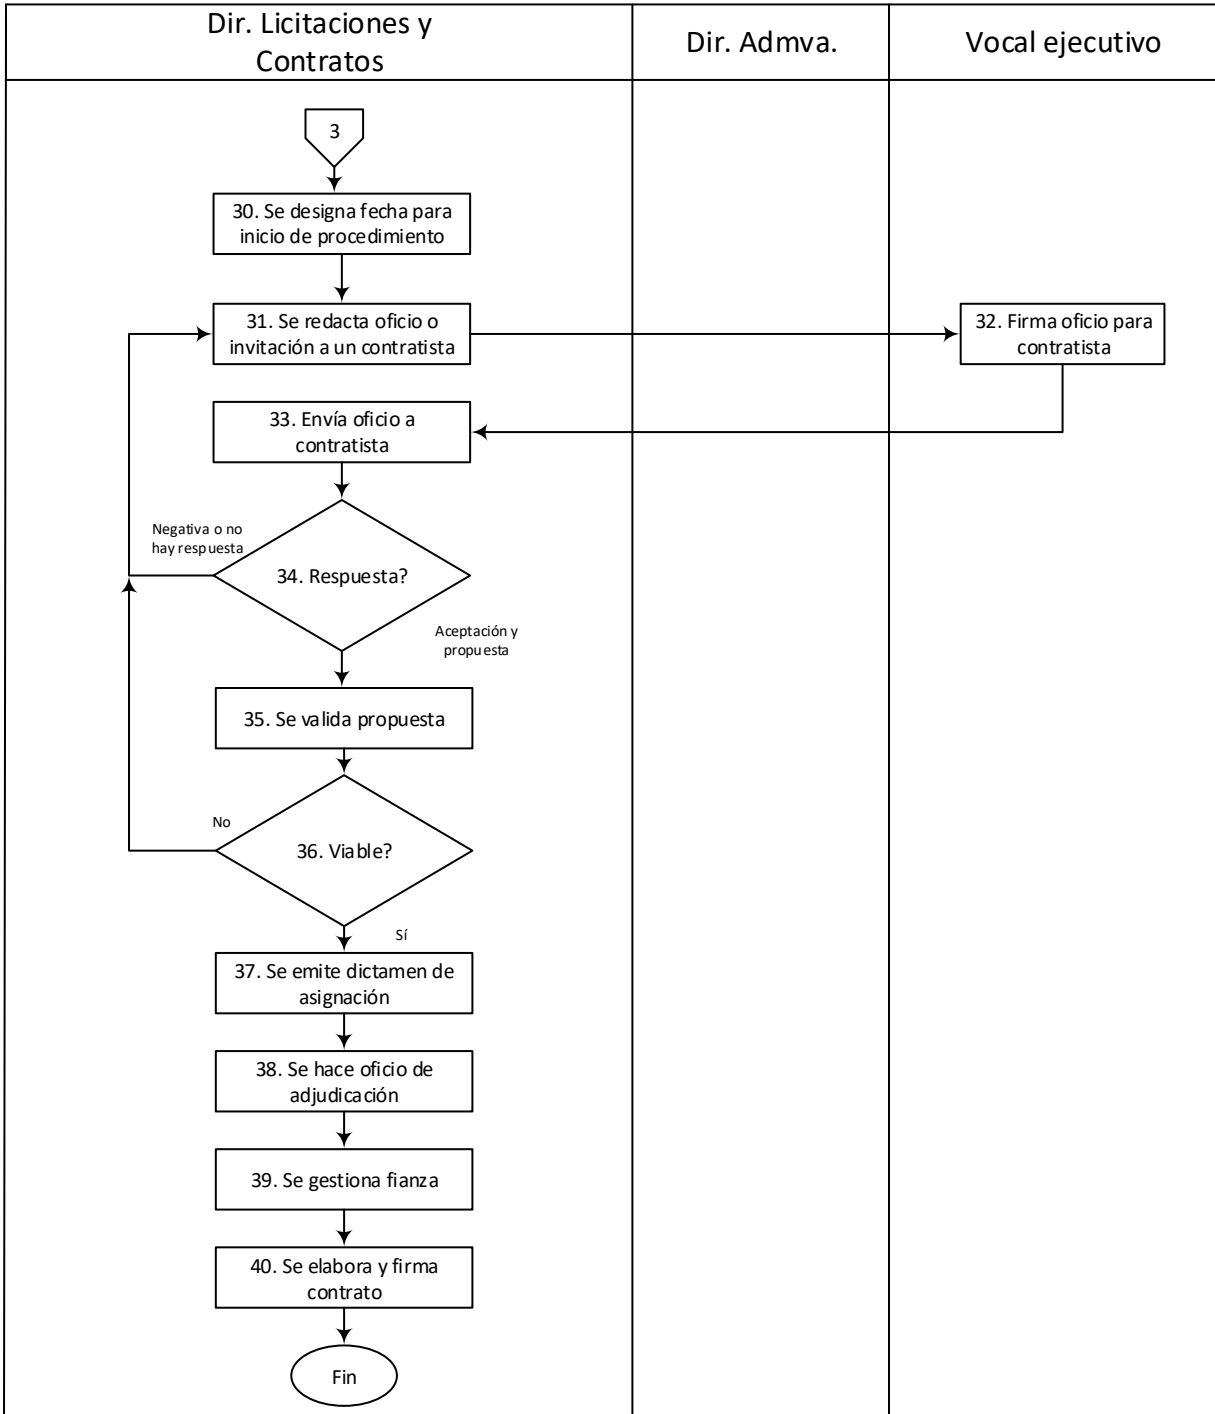 Dir. Licitaciones y
Contratos
Dir. Admva.
Vocal ejecutivo
3
30. Se designa fecha para
inicio de procedimiento
31. Se redacta oficio o
invitación a un contratista
32. Firma oficio para
contratista
33. Envía oficio a
contratista
Negativa o no
hay respuesta
34. Respuesta?
Aceptación y
propuesta
35. Se valida propuesta
No
36. Viable?
Sí
37. Se emite dictamen de
asignación
38. Se hace oficio de
adjudicación
39. Se gestiona fianza
40. Se elabora y firma
contrato
Fin